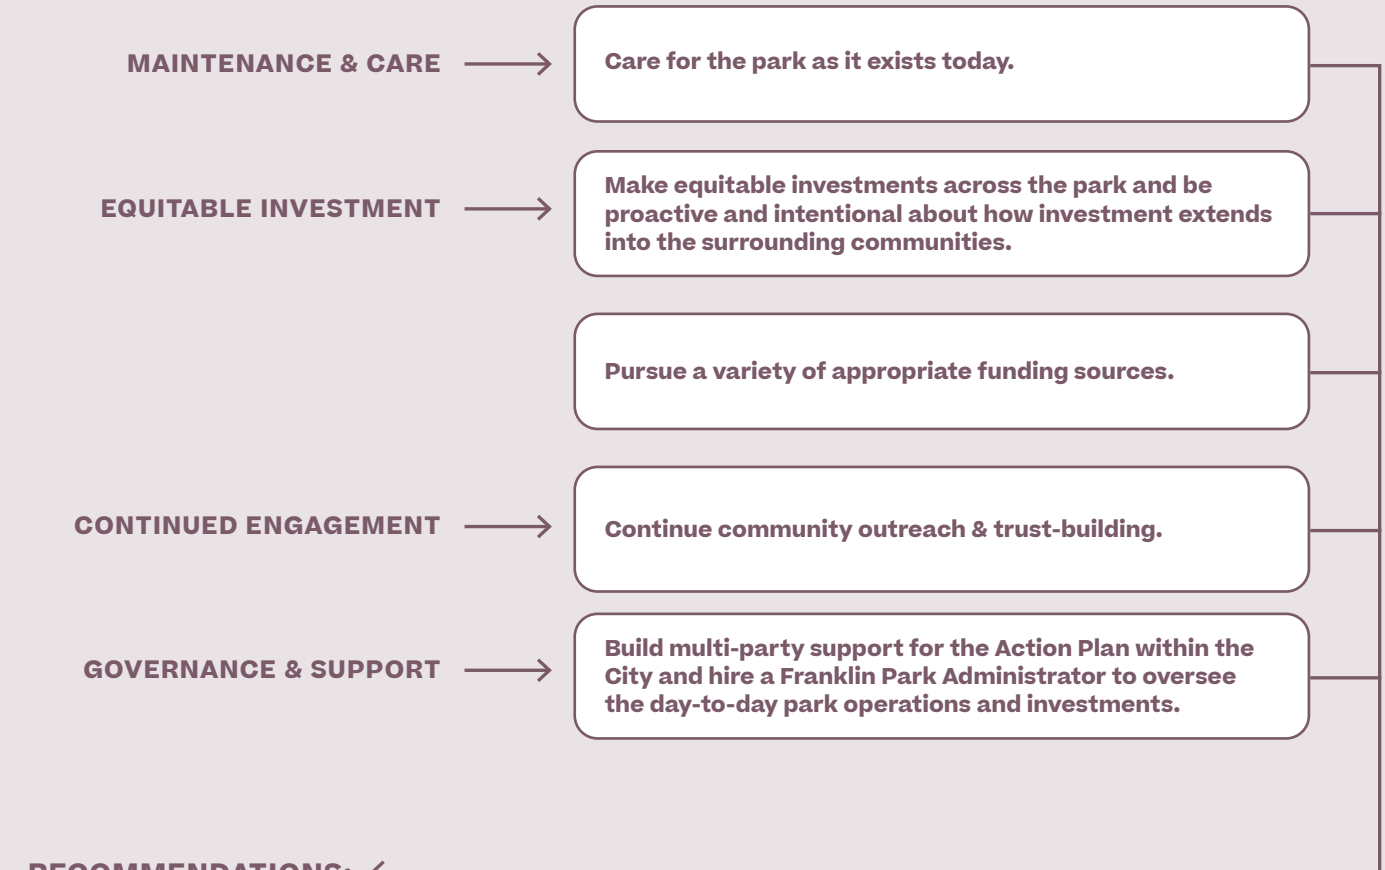 MAINTENANCE & CARE
Care for the park as it exists today.
EQUITABLE INVESTMENT
Make equitable investments across the park and be
proactive and intentional about how investment extends
into the surrounding communities.
Pursue a variety of appropriate funding sources.
CONTINUED ENGAGEMENT
Continue community outreach & trust-building.
GOVERNANCE & SUPPORT
Build multi-party support for the Action Plan within the
City and hire a Franklin Park Administrator to oversee
the day-to-day park operations and investments.
RECOMMENDATIONS: